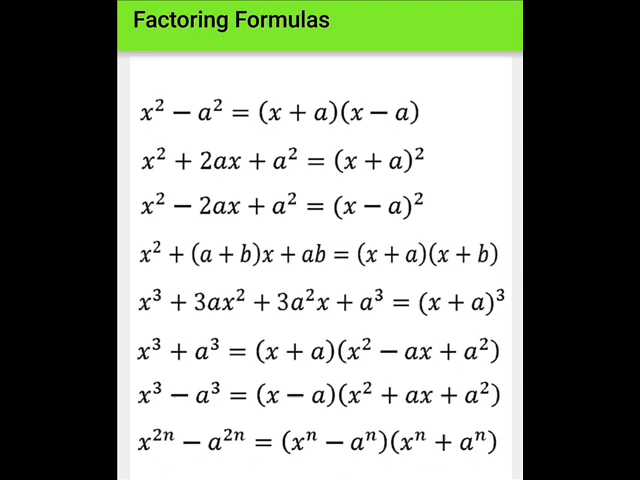 Factoring Formulas
x² − a² = (x + a)(x − a)
x² + 2ax + a² = (x + a)²
x² − 2ax + a² = (x − a)²
x² + (a + b)x + ab = (x + a)(x + b)
x³ + 3ax² + 3a²x + a³ = (x + a)³
x³ + a³ = (x + a)(x² − ax + a²)
x³ − a³ = (x − a)(x² + ax + a²)
x²ⁿ − a²ⁿ = (xⁿ − aⁿ)(xⁿ + aⁿ)